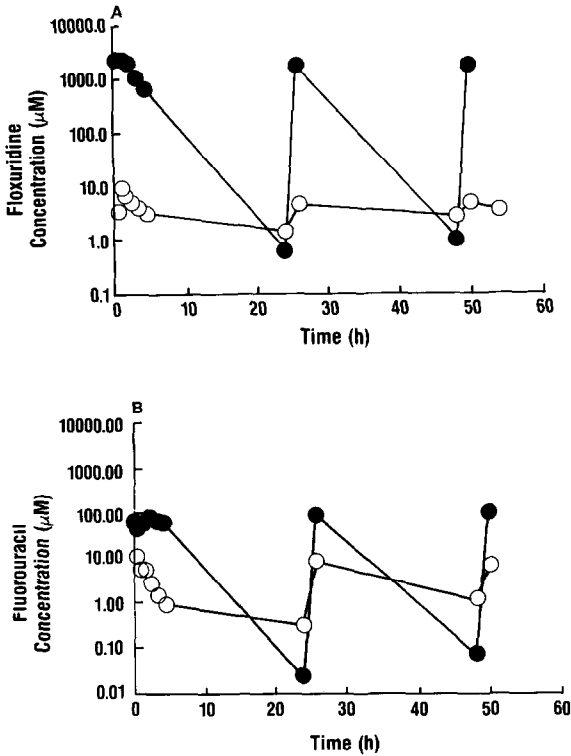 A
10000.0
1000.0
100.0
10.0
1.0
0.1
Floxuridine
Concentration (μM)
0 10 20 30 40 50 60
Time (h)
B
10000.00
1000.00
100.00
10.00
1.00
0.10
0.01
Fluorouracil
Concentration (μM)
0 10 20 30 40 50 60
Time (h)